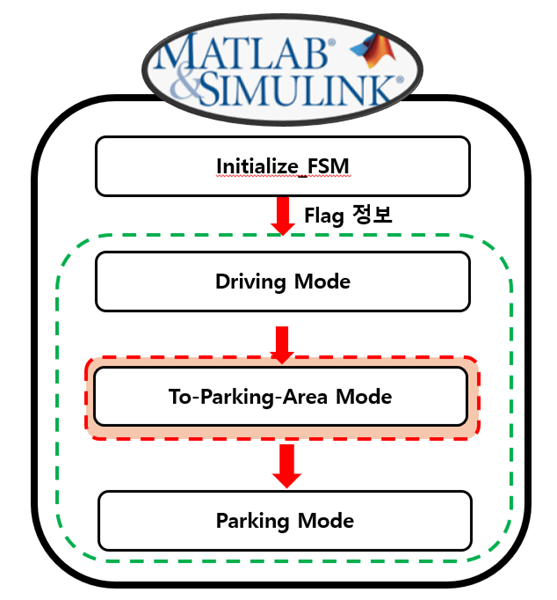 MATLAB®
&SIMULINK®
Initialize_FSM
Flag 정보
Driving Mode
To-Parking-Area Mode
Parking Mode